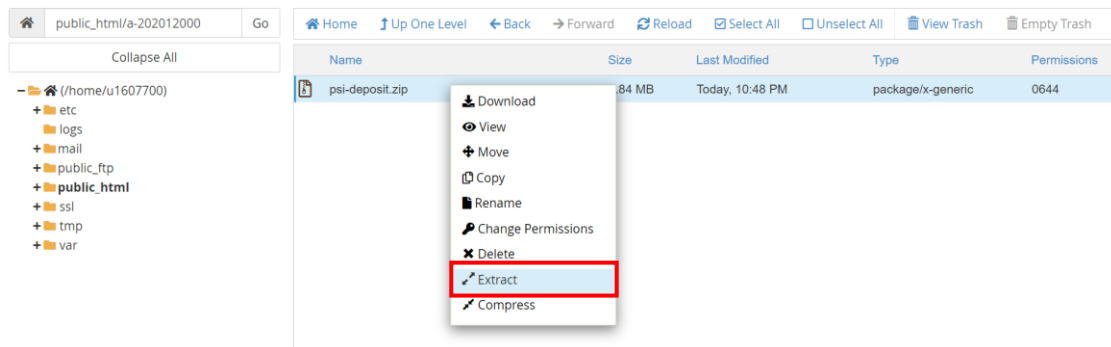 public_html/a-202012000 Go
Home Up One Level Back Forward Reload Select All Unselect All View Trash Empty Trash
Collapse All
Name Size Last Modified Type Permissions
(/home/u1607700)
etc
logs
mail
public_ftp
public_html
ssl
tmp
var
psi-deposit.zip .84 MB Today, 10:48 PM package/x-generic 0644
Download
View
Move
Copy
Rename
Change Permissions
Delete
Extract
Compress